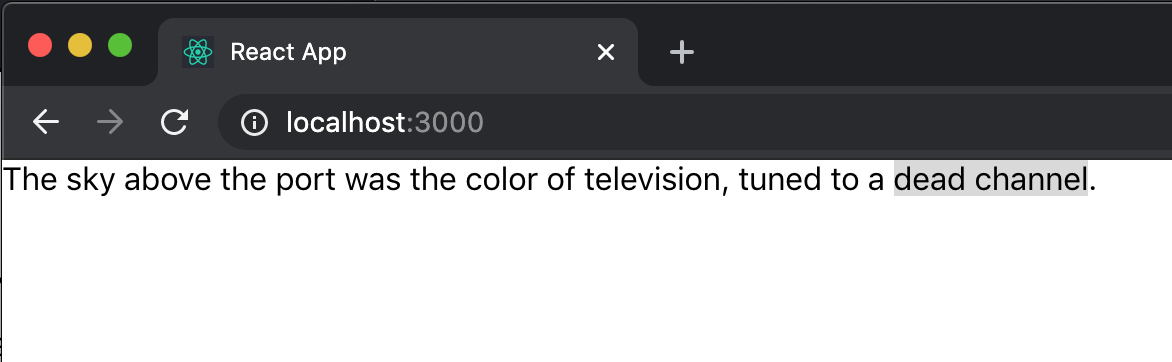 React App
localhost:3000
The sky above the port was the color of television, tuned to a dead channel.